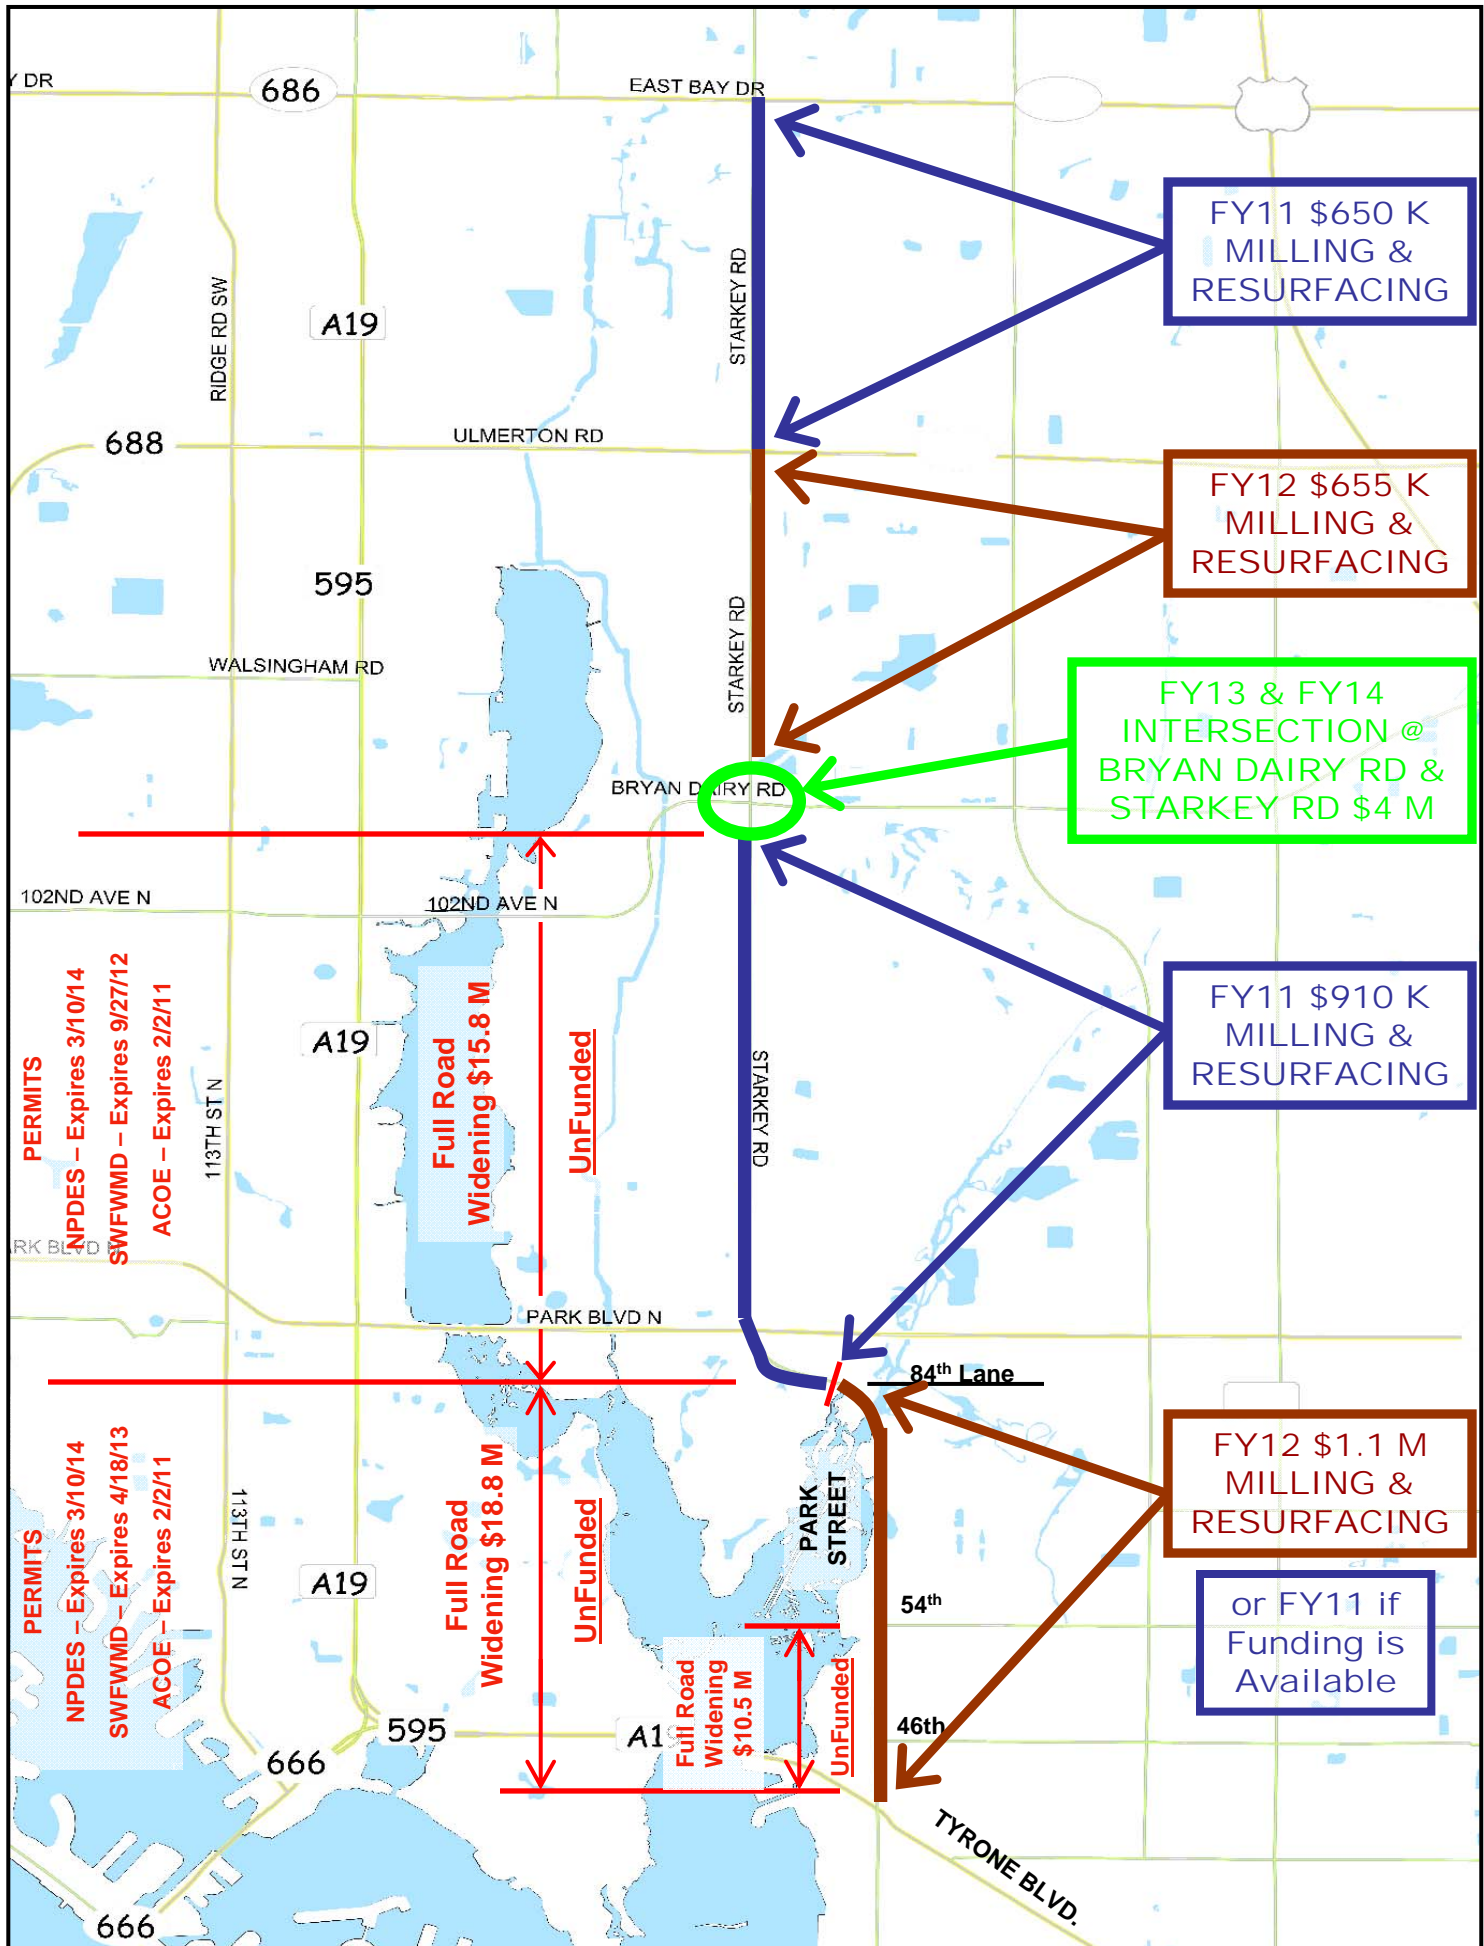 Y DR
686
EAST BAY DR
FY11 $650 K
MILLING &
RESURFACING
STARKEY RD
RIDGE RD SW
A19
688
ULMERTON RD
FY12 $655 K
MILLING &
RESURFACING
595
STARKEY RD
WALSINGHAM RD
FY13 & FY14
INTERSECTION @
BRYAN DAIRY RD &
STARKEY RD $4 M
BRYAN DAIRY RD
102ND AVE N
102ND AVE N
PERMITS
NPDES – Expires 3/10/14
SWFWMD – Expires 9/27/12
ACOE – Expires 2/2/11
A19
113TH ST N
Full Road
Widening $15.8 M
UnFunded
STARKEY RD
FY11 $910 K
MILLING &
RESURFACING
ARK BLVD N
PARK BLVD N
84th Lane
PERMITS
NPDES – Expires 3/10/14
SWFWMD – Expires 4/18/13
ACOE – Expires 2/2/11
113TH ST N
A19
Full Road
Widening $18.8 M
UnFunded
PARK
STREET
FY12 $1.1 M
MILLING &
RESURFACING
or FY11 if
Funding is
Available
54th
Full Road
Widening
$10.5 M
UnFunded
46th
595
A19
666
TYRONE BLVD.
666